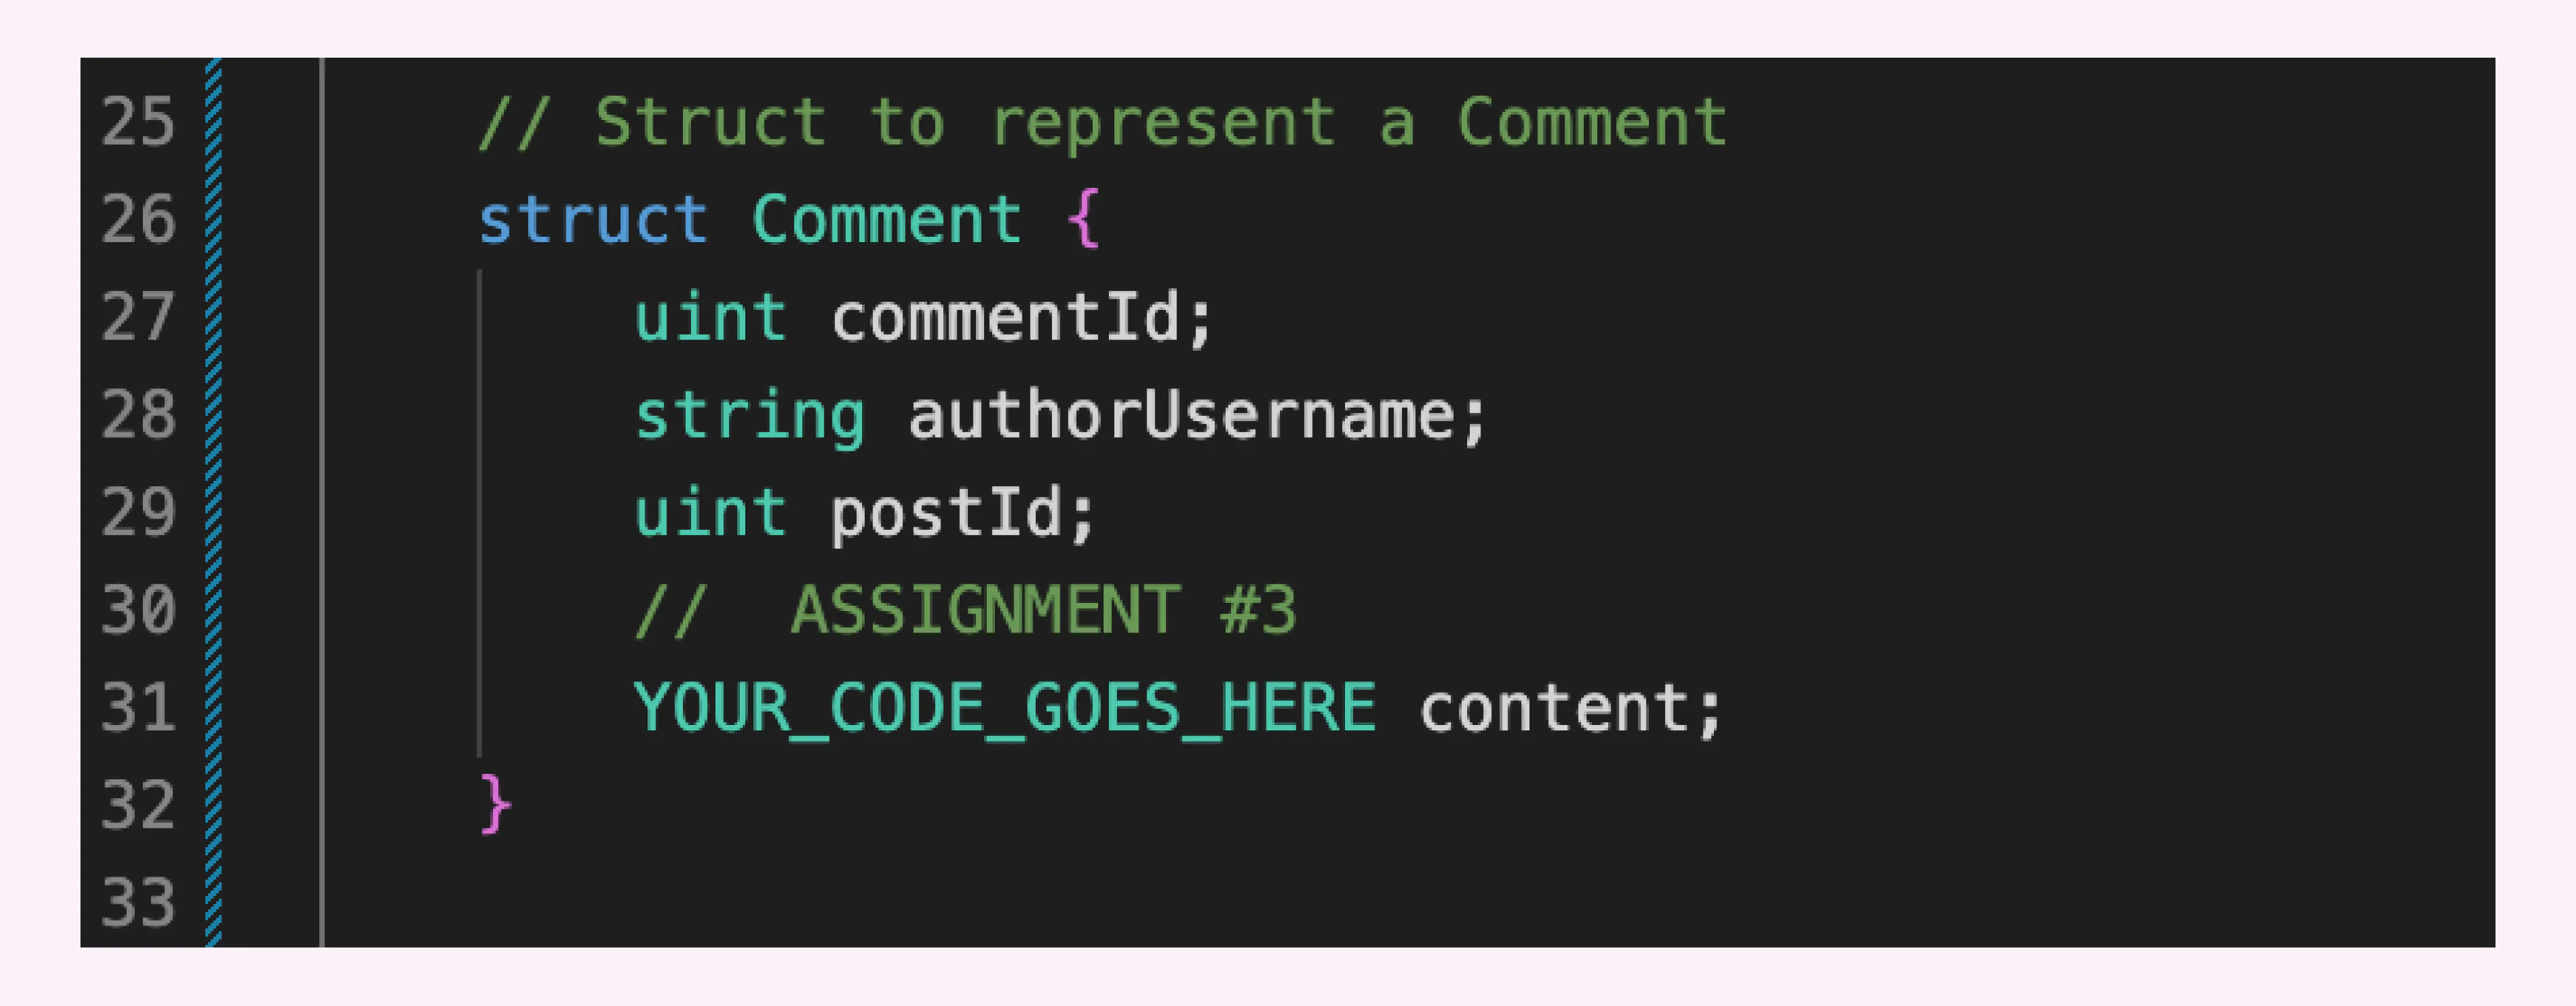 25 // Struct to represent a Comment
26 struct Comment {
27 uint commentId;
28 string authorUsername;
29 uint postId;
30 //  ASSIGNMENT #3
31 YOUR_CODE_GOES_HERE content;
32 }
33